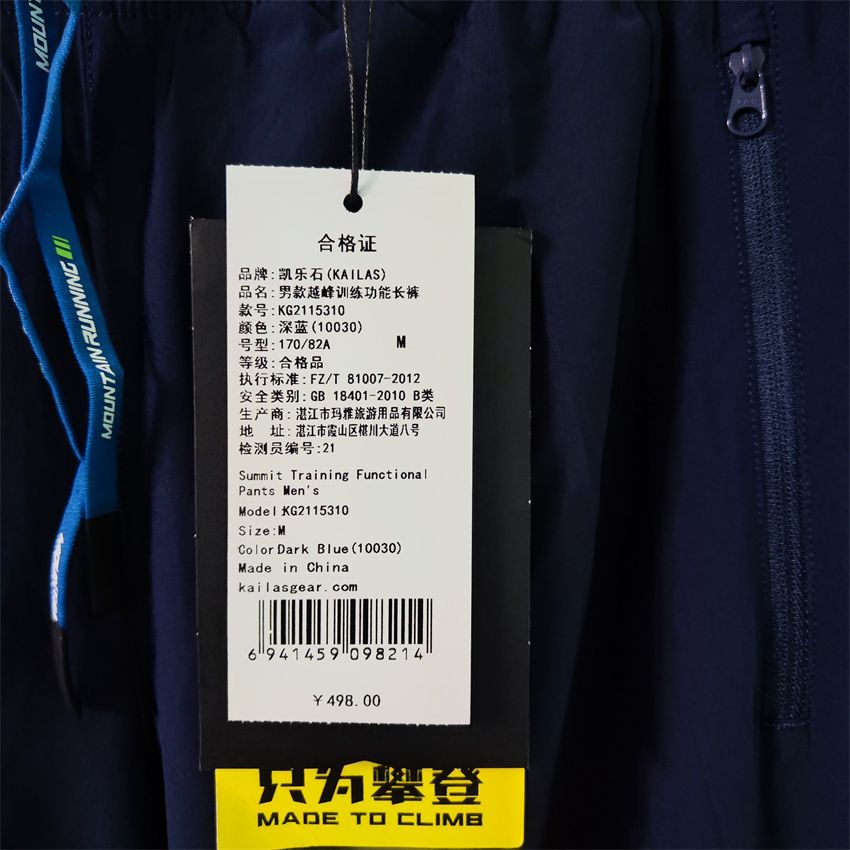 MOUNT
MOUNTAIN RUNNING
合格证
品牌:凯乐石(KAILAS)
品名:男款越峰训练功能长裤
款号:KG2115310
颜色:深蓝(10030)
号型:170/82A M
等级:合格品
执行标准:FZ/T 81007-2012
安全类别:GB 18401-2010 B类
生产商:湛江市玛雅旅游用品有限公司
地 址:湛江市霞山区椹川大道八号
检测员编号:21
Summit Training Functional
Pants Men's
Model:KG2115310
Size:M
Color Dark Blue(10030)
Made in China
kailasgear.com
6 941459 098214
￥498.00
只为攀登
MADE TO CLIMB